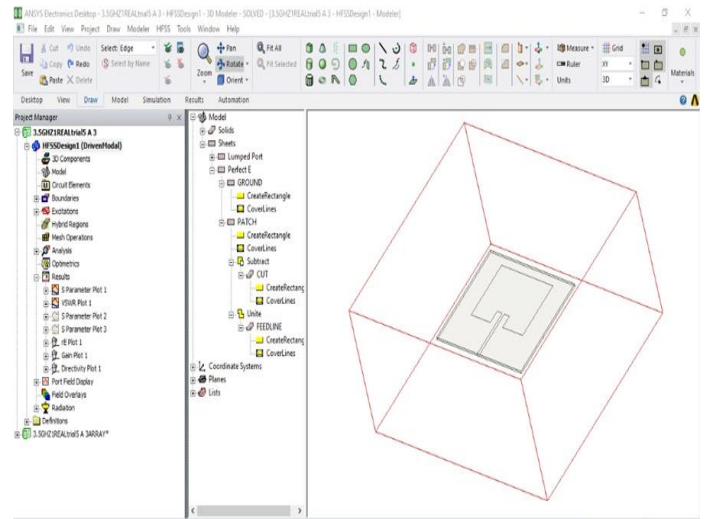 ANSYS Electronics Desktop - 3.5GHZ1REALtrial5 A 3 - HFSSDesign1 - 3D Modeler - SOLVED - [3.5GHZ1REALtrial5 A 3 - HFSSDesign1 - Modeler]
File Edit View Project Draw Modeler HFSS Tools Window Help
Save
Cut Undo Select: Edge
Copy Redo Select by Name
Paste Delete
Zoom
Pan
Rotate
Orient
Fit All
Fit Selected
Measure
Ruler
Units
Grid
XY
3D
Materials
Desktop View Draw Model Simulation Results Automation
Project Manager
3.5GHZ1REALtrial5 A 3
HFSSDesign1 (DrivenModal)
3D Components
Model
Circuit Elements
Boundaries
Excitations
Hybrid Regions
Mesh Operations
Analysis
Optimetrics
Results
S Parameter Plot 1
VSWR Plot 1
S Parameter Plot 2
S Parameter Plot 3
rE Plot 1
Gain Plot 1
Directivity Plot 1
Port Field Display
Field Overlays
Radiation
Definitions
3.5GHZ1REALtrial5 A 3ARRAY*
Model
Solids
Sheets
Lumped Port
Perfect E
GROUND
CreateRectangle
CoverLines
PATCH
CreateRectangle
CoverLines
Subtract
CUT
CreateRectang
CoverLines
Unite
FEEDLINE
CreateRectang
CoverLines
Coordinate Systems
Planes
Lists